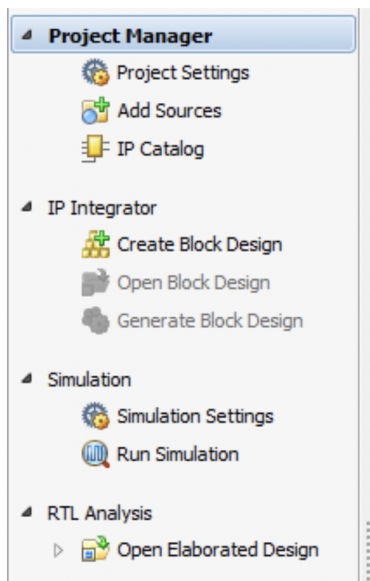 Project Manager
Project Settings
Add Sources
IP Catalog
IP Integrator
Create Block Design
Open Block Design
Generate Block Design
Simulation
Simulation Settings
Run Simulation
RTL Analysis
Open Elaborated Design